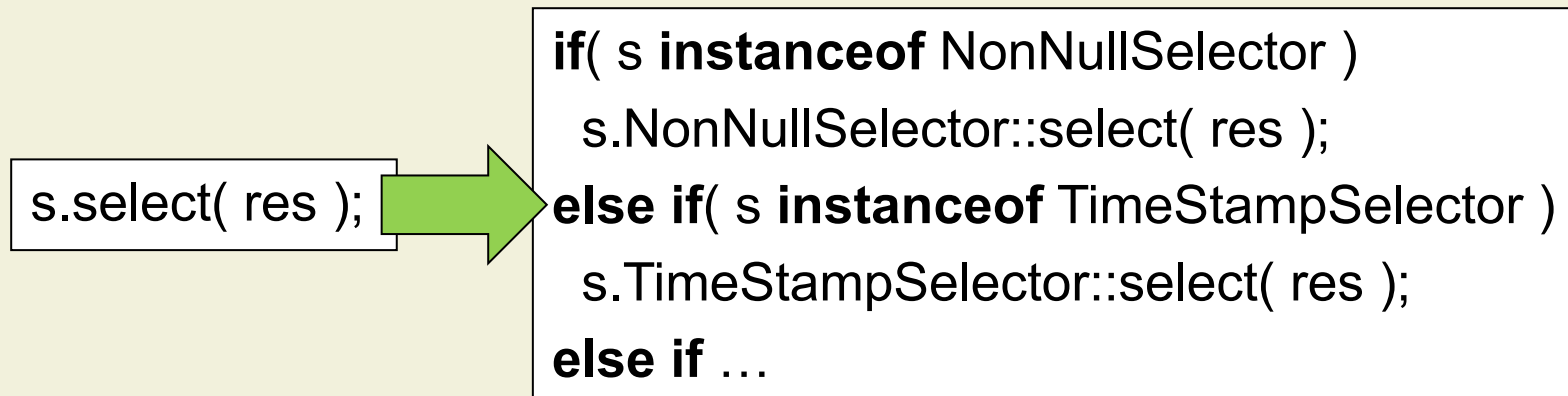 s.select( res );
if( s instanceof NonNullSelector )
s.NonNullSelector::select( res );
else if( s instanceof TimeStampSelector )
s.TimeStampSelector::select( res );
else if …